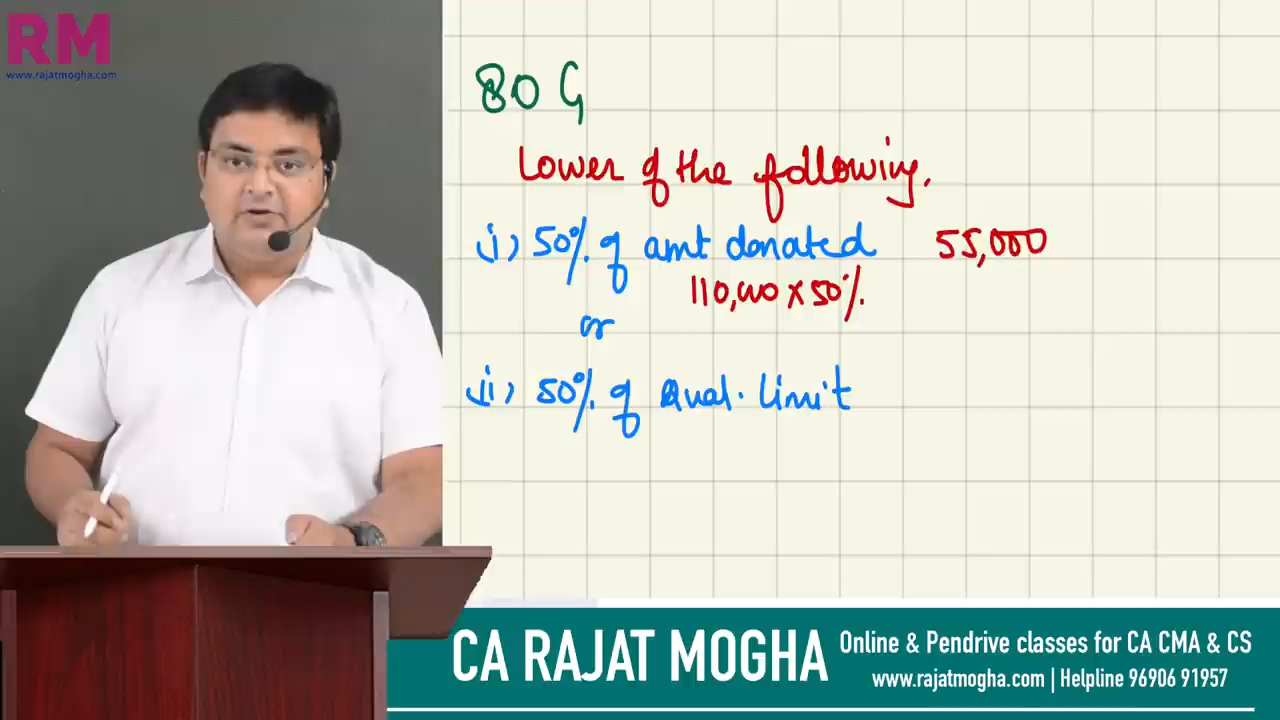 RM
www.rajatmogha.com
80 G
Lower of the following.
i) 50% of amt donated 55,000
110,000 x 50%
or
ii) 50% of Qual. Limit
CA RAJAT MOGHA
Online & Pendrive classes for CA CMA & CS
www.rajatmogha.com | Helpline 96906 91957